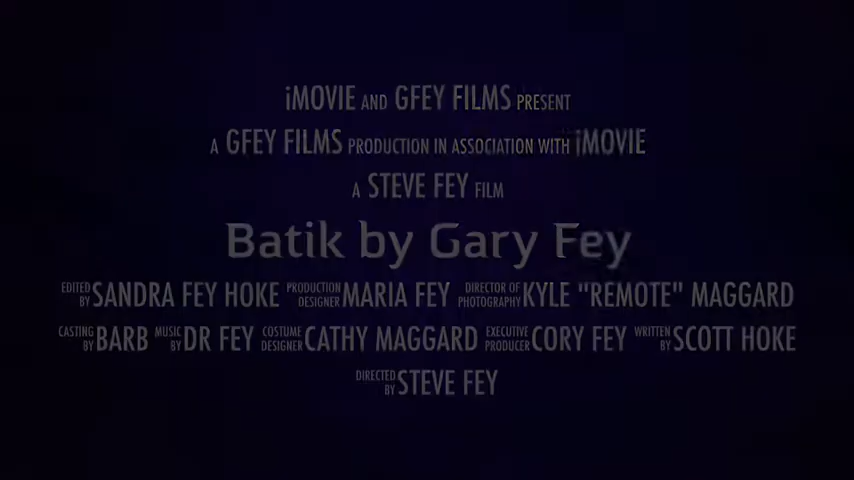 iMOVIE AND GFEY FILMS PRESENT
A GFEY FILMS PRODUCTION IN ASSOCIATION WITH iMOVIE
A STEVE FEY FILM
Batik by Gary Fey
EDITED BY SANDRA FEY HOKE PRODUCTION DESIGNER MARIA FEY DIRECTOR OF PHOTOGRAPHY KYLE "REMOTE" MAGGARD
CASTING BY BARB MUSIC BY DR FEY COSTUME DESIGNER CATHY MAGGARD EXECUTIVE PRODUCER CORY FEY WRITTEN BY SCOTT HOKE
DIRECTED BY STEVE FEY